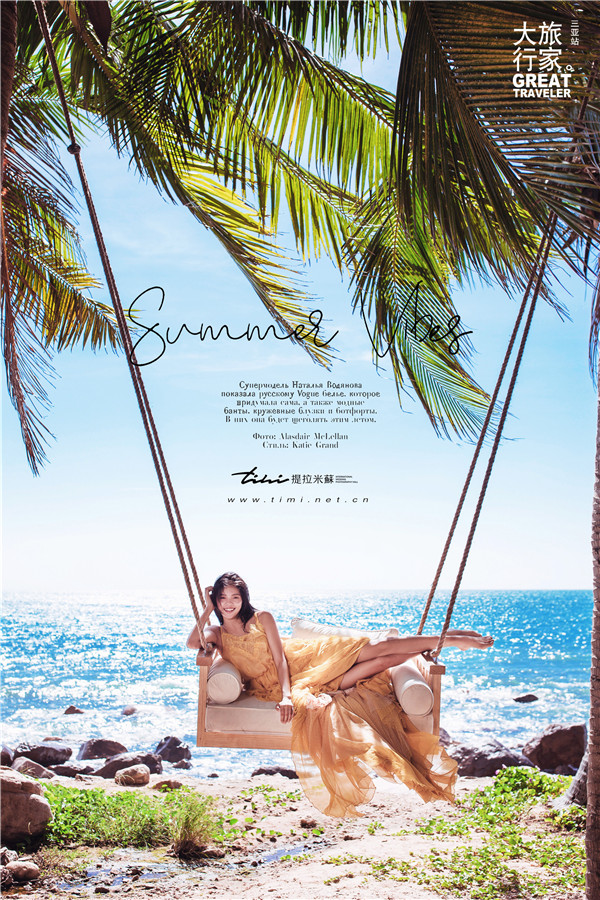 三亚站
大旅
行家
GREAT
TRAVELER
Summer Vibes
Супермодель Наталья Водянова
показала русскому Vogue белье, которое
придумала сама, а также модные
банты, кружевные блузки и ботфорты.
В них она будет щеголять этим летом.
Фото: Alasdair McLellan
Стиль: Katie Grand
timi 提拉米蘇
www.timi.net.cn